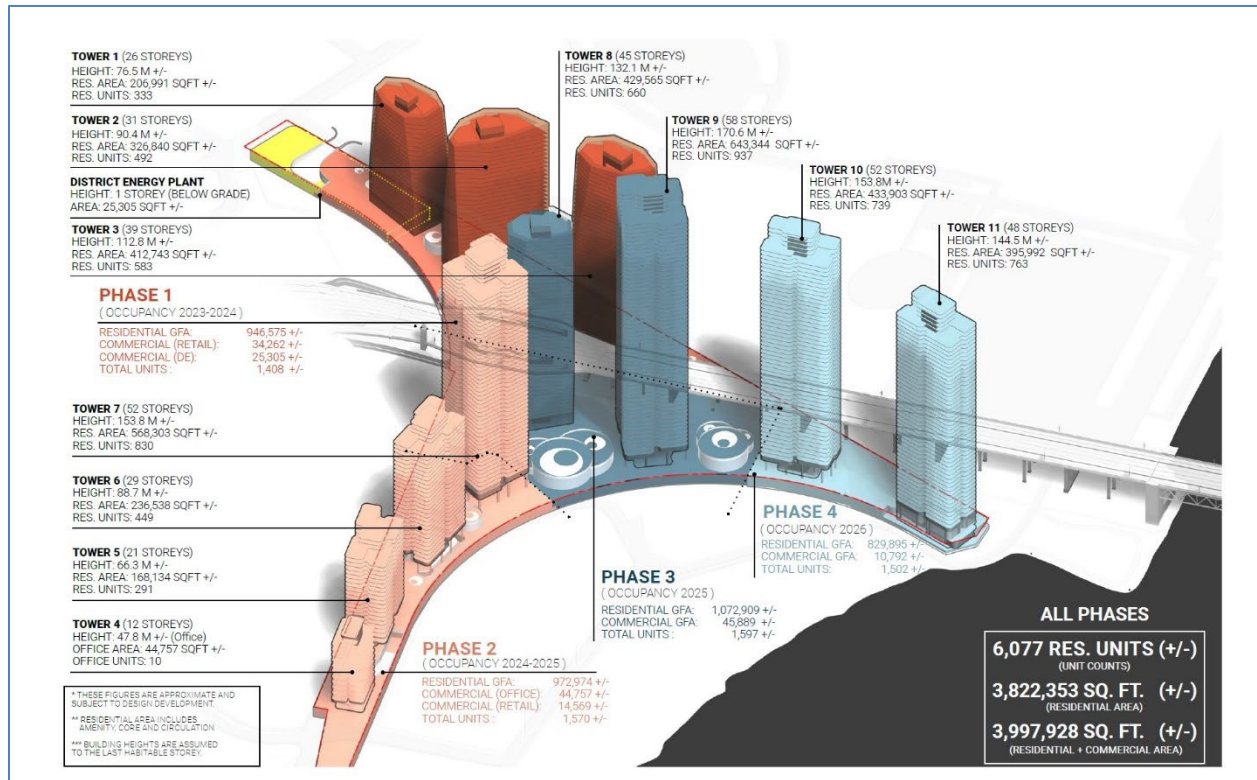 TOWER 1 (26 STOREYS)
HEIGHT: 76.5 M +/-
RES. AREA: 206,991 SQFT +/-
RES. UNITS: 333
TOWER 2 (31 STOREYS)
HEIGHT: 90.4 M +/-
RES. AREA: 326,840 SQFT +/-
RES. UNITS: 492
DISTRICT ENERGY PLANT
HEIGHT: 1 STOREY (BELOW GRADE)
AREA: 25,305 SQFT +/-
TOWER 3 (39 STOREYS)
HEIGHT: 112.8 M +/-
RES. AREA: 412,743 SQFT +/-
RES. UNITS: 583
TOWER 8 (45 STOREYS)
HEIGHT: 132.1 M +/-
RES. AREA: 429,565 SQFT +/-
RES. UNITS: 660
TOWER 9 (58 STOREYS)
HEIGHT: 170.6 M +/-
RES. AREA: 643,344 SQFT +/-
RES. UNITS: 937
TOWER 10 (52 STOREYS)
HEIGHT: 153.8M +/-
RES. AREA: 433,903 SQFT +/-
RES. UNITS: 739
TOWER 11 (48 STOREYS)
HEIGHT: 144.5 M +/-
RES. AREA: 395,992 SQFT +/-
RES. UNITS: 763
PHASE 1
( OCCUPANCY 2023-2024 )
RESIDENTIAL GFA: 946,575 +/-
COMMERCIAL (RETAIL): 34,262 +/-
COMMERCIAL (DE): 25,305 +/-
TOTAL UNITS : 1,408 +/-
TOWER 7 (52 STOREYS)
HEIGHT: 153.8 M +/-
RES. AREA: 568,303 SQFT +/-
RES. UNITS: 830
TOWER 6 (29 STOREYS)
HEIGHT: 88.7 M +/-
RES. AREA: 236,538 SQFT +/-
RES. UNITS: 449
TOWER 5 (21 STOREYS)
HEIGHT: 66.3 M +/-
RES. AREA: 168,134 SQFT +/-
RES. UNITS: 291
TOWER 4 (12 STOREYS)
HEIGHT: 47.8 M +/- (Office)
OFFICE AREA: 44,757 SQFT +/-
OFFICE UNITS: 10
PHASE 2
( OCCUPANCY 2024-2025 )
RESIDENTIAL GFA: 972,974 +/-
COMMERCIAL (OFFICE): 44,757 +/-
COMMERCIAL (RETAIL): 14,569 +/-
TOTAL UNITS : 1,570 +/-
PHASE 3
( OCCUPANCY 2025 )
RESIDENTIAL GFA: 1,072,909 +/-
COMMERCIAL GFA: 45,889 +/-
TOTAL UNITS : 1,597 +/-
PHASE 4
( OCCUPANCY 2026 )
RESIDENTIAL GFA: 829,895 +/-
COMMERCIAL GFA: 10,792 +/-
TOTAL UNITS: 1,502 +/-
ALL PHASES
6,077 RES. UNITS (+/-)
(UNIT COUNTS)
3,822,353 SQ. FT. (+/-)
(RESIDENTIAL AREA)
3,997,928 SQ. FT. (+/-)
(RESIDENTIAL + COMMERCIAL AREA)
* THESE FIGURES ARE APPROXIMATE AND
SUBJECT TO DESIGN DEVELOPMENT.
** RESIDENTIAL AREA INCLUDES
AMENITY, CORE AND CIRCULATION
*** BUILDING HEIGHTS ARE ASSUMED
TO THE LAST HABITABLE STOREY.